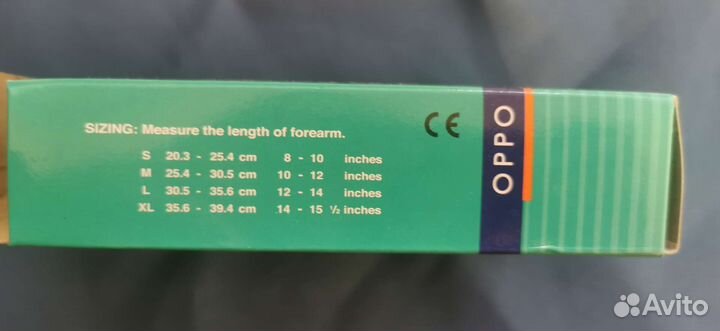 SIZING: Measure the length of forearm.
S 20.3 - 25.4 cm 8 - 10 inches
M 25.4 - 30.5 cm 10 - 12 inches
L 30.5 - 35.6 cm 12 - 14 inches
XL 35.6 - 39.4 cm 14 - 15 ½ inches
CE
OPPO
Avito